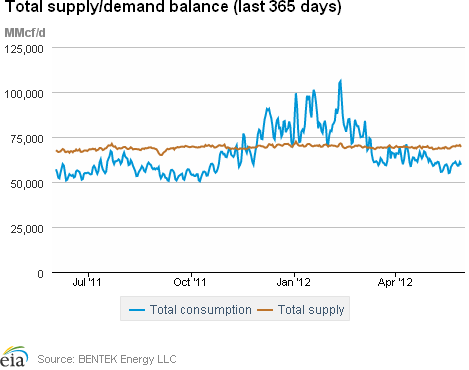 Total supply/demand balance (last 365 days)
MMcf/d
125,000
100,000
75,000
50,000
25,000
0
Jul '11
Oct '11
Jan '12
Apr '12
Total consumption
Total supply
eia
Source: BENTEK Energy LLC